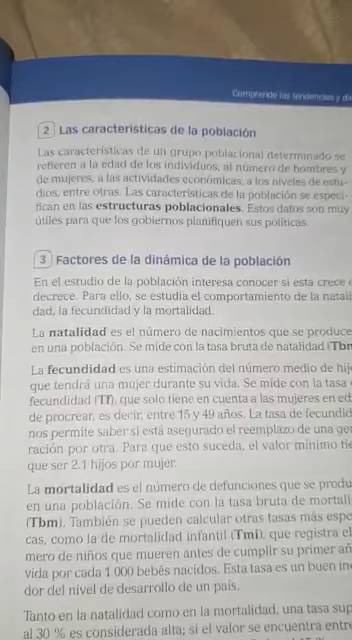 Comprende las tendencias y
2 Las características de la población
Las características de un grupo poblacional determinado se
refieren a la edad de los individuos, al número de hombres y
de mujeres, a las actividades económicas, a los niveles de estu-
dios, entre otras. Las características de la población se especi-
fican en las estructuras poblacionales. Estos datos son muy
útiles para que los gobiernos planifiquen sus políticas.
3 Factores de la dinámica de la población
En el estudio de la población interesa conocer si esta crece
decrece. Para ello, se estudia el comportamiento de la natali
dad, la fecundidad y la mortalidad.
La natalidad es el número de nacimientos que se produce
en una población. Se mide con la tasa bruta de natalidad (Tbn
La fecundidad es una estimación del número medio de hij
que tendrá una mujer durante su vida. Se mide con la tasa
fecundidad (Tf), que solo tiene en cuenta a las mujeres en ed
de procrear, es decir, entre 15 y 49 años. La tasa de fecundid
nos permite saber si está asegurado el reemplazo de una ge
ración por otra. Para que esto suceda, el valor mínimo tie
que ser 2.1 hijos por mujer.
La mortalidad es el número de defunciones que se produ
en una población. Se mide con la tasa bruta de mortali
(Tbm). También se pueden calcular otras tasas más espe
cas, como la de mortalidad infantil (Tmi), que registra el
mero de niños que mueren antes de cumplir su primer añ
vida por cada 1 000 bebés nacidos. Esta tasa es un buen in
dor del nivel de desarrollo de un país.
Tanto en la natalidad como en la mortalidad, una tasa sup
al 30 % es considerada alta; si el valor se encuentra entr